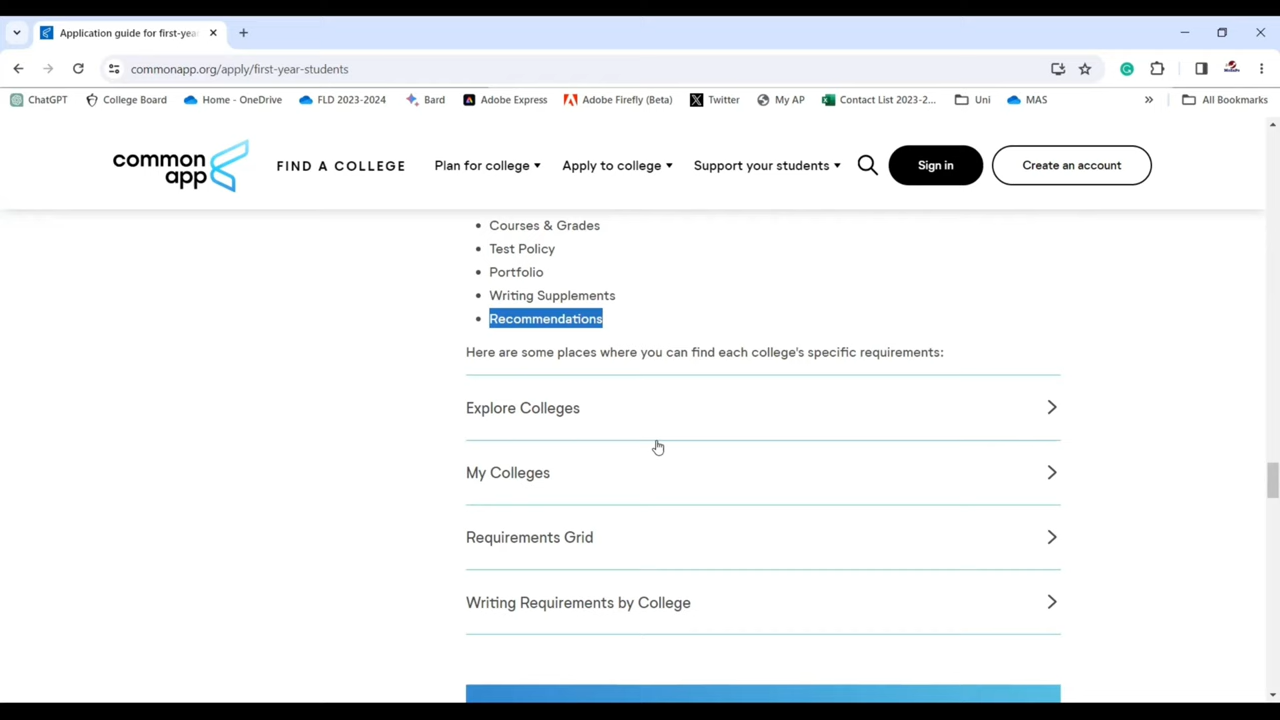 Application guide for first-yea
commonapp.org/apply/first-year-students
ChatGPT College Board Home - OneDrive FLD 2023-2024 Bard Adobe Express Adobe Firefly (Beta) Twitter My AP Contact List 2023-2... Uni MAS » All Bookmarks
common app FIND A COLLEGE Plan for college Apply to college Support your students Sign in Create an account
• Courses & Grades
• Test Policy
• Portfolio
• Writing Supplements
• Recommendations
Here are some places where you can find each college's specific requirements:
Explore Colleges
My Colleges
Requirements Grid
Writing Requirements by College